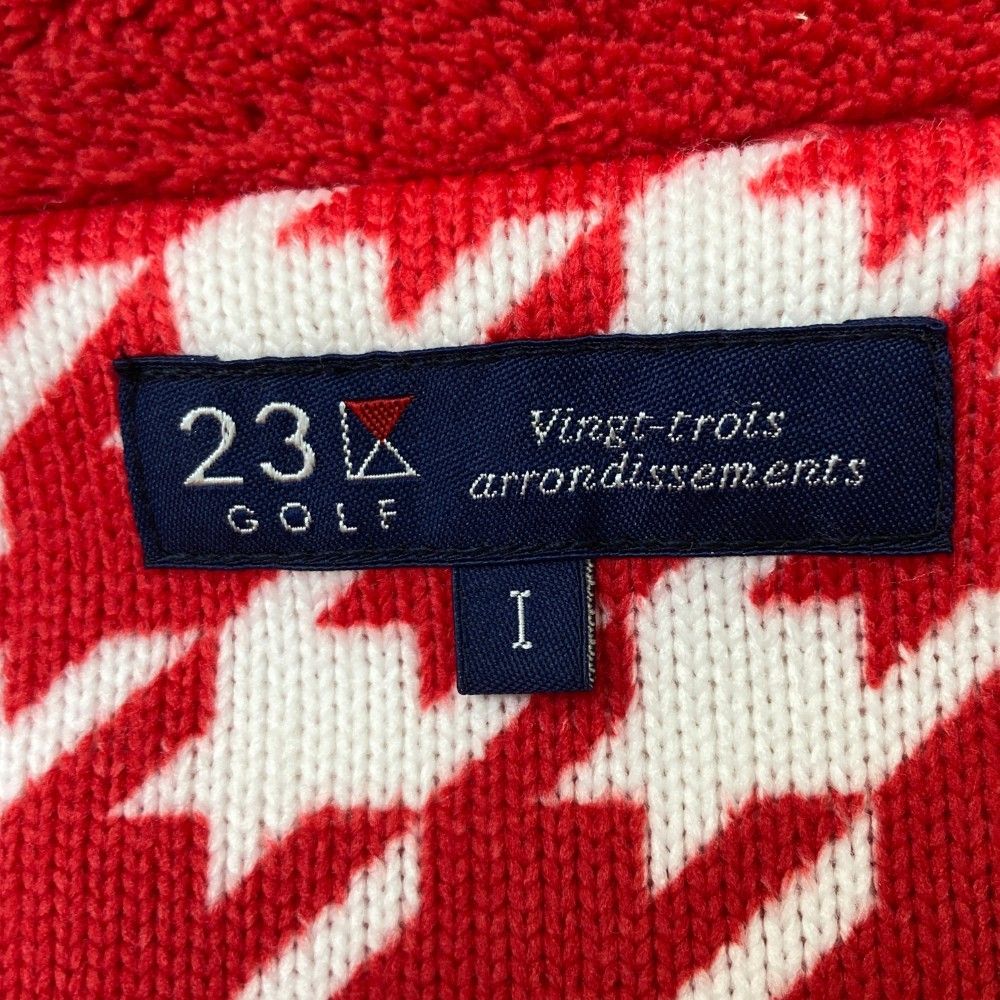 23
GOLF
Vingt-trois
arrondissements
I